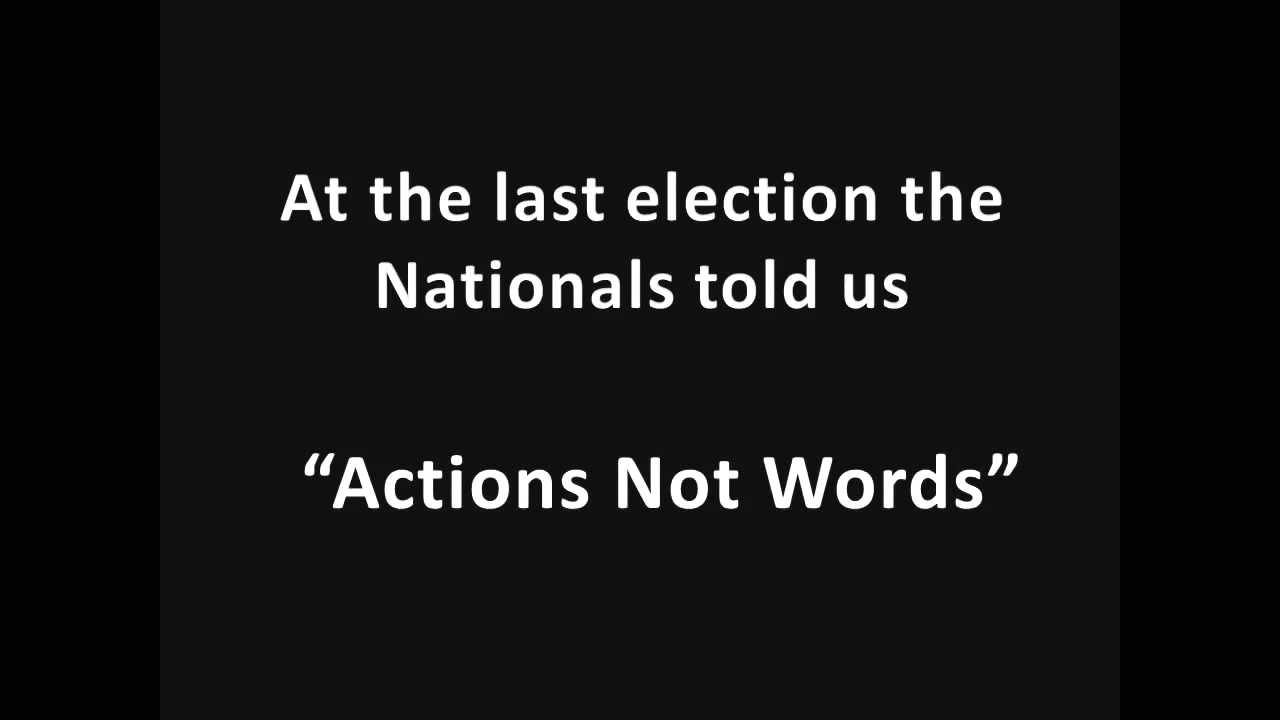 At the last election the
Nationals told us
“Actions Not Words”